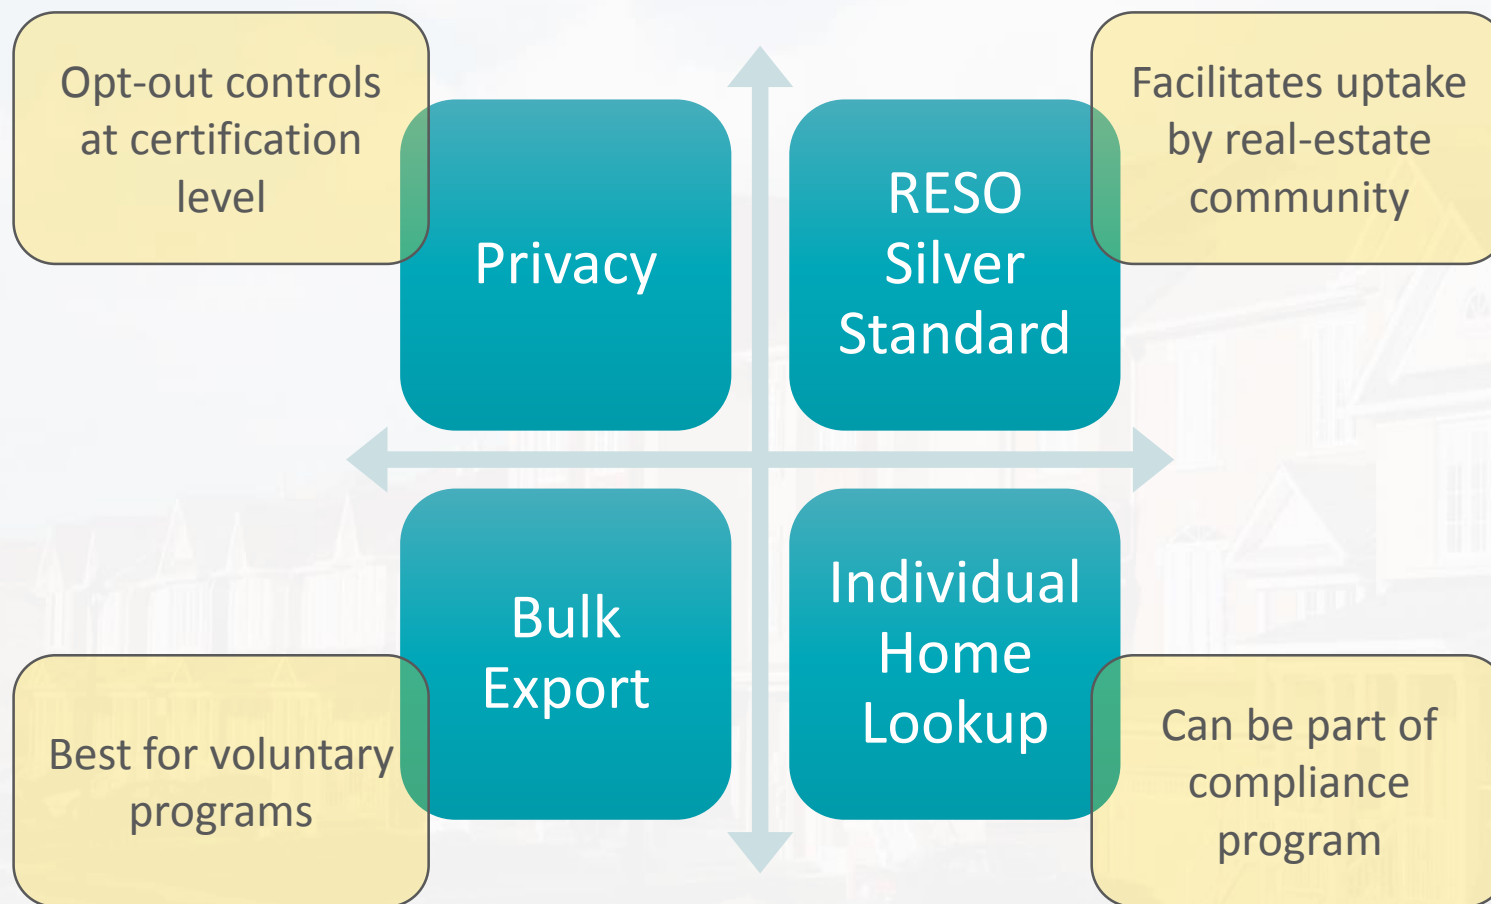 Opt-out controls
at certification
level
Privacy
RESO
Silver
Standard
Facilitates uptake
by real-estate
community
Best for voluntary
programs
Bulk
Export
Individual
Home
Lookup
Can be part of
compliance
program